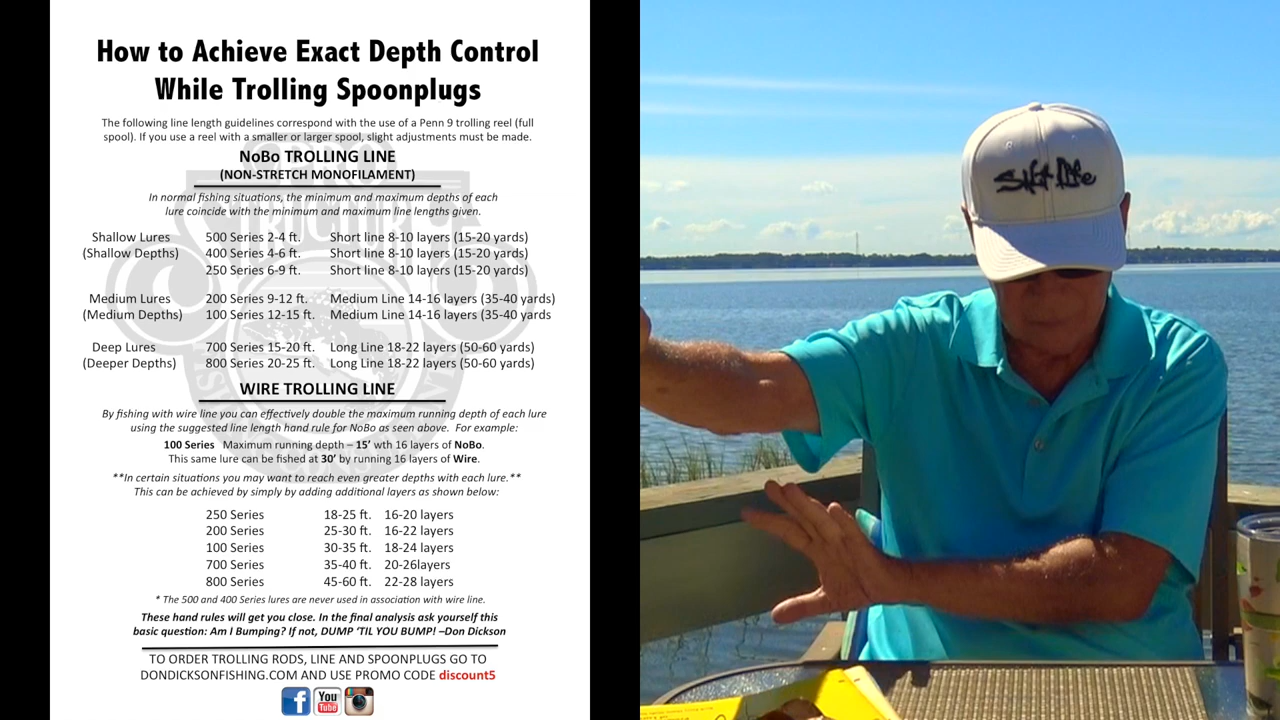 How to Achieve Exact Depth Control
While Trolling Spoonplugs
The following line length guidelines correspond with the use of a Penn 9 trolling reel (full
spool). If you use a reel with a smaller or larger spool, slight adjustments must be made.
NoBo TROLLING LINE
(NON-STRETCH MONOFILAMENT)
In normal fishing situations, the minimum and maximum depths of each
lure coincide with the minimum and maximum line lengths given.
Shallow Lures 500 Series 2-4 ft. Short line 8-10 layers (15-20 yards)
(Shallow Depths) 400 Series 4-6 ft. Short line 8-10 layers (15-20 yards)
250 Series 6-9 ft. Short line 8-10 layers (15-20 yards)
Medium Lures 200 Series 9-12 ft. Medium Line 14-16 layers (35-40 yards)
(Medium Depths) 100 Series 12-15 ft. Medium Line 14-16 layers (35-40 yards
Deep Lures 700 Series 15-20 ft. Long Line 18-22 layers (50-60 yards)
(Deeper Depths) 800 Series 20-25 ft. Long Line 18-22 layers (50-60 yards)
WIRE TROLLING LINE
By fishing with wire line you can effectively double the maximum running depth of each lure
using the suggested line length hand rule for NoBo as seen above. For example:
100 Series Maximum running depth – 15’ wth 16 layers of NoBo.
This same lure can be fished at 30’ by running 16 layers of Wire.
**In certain situations you may want to reach even greater depths with each lure.**
This can be achieved by simply by adding additional layers as shown below:
250 Series 18-25 ft. 16-20 layers
200 Series 25-30 ft. 16-22 layers
100 Series 30-35 ft. 18-24 layers
700 Series 35-40 ft. 20-26layers
800 Series 45-60 ft. 22-28 layers
* The 500 and 400 Series lures are never used in association with wire line.
These hand rules will get you close. In the final analysis ask yourself this
basic question: Am I Bumping? If not, DUMP ’TIL YOU BUMP! –Don Dickson
TO ORDER TROLLING RODS, LINE AND SPOONPLUGS GO TO
DONDICKSONFISHING.COM AND USE PROMO CODE discount5
You
Tube
Salt Life